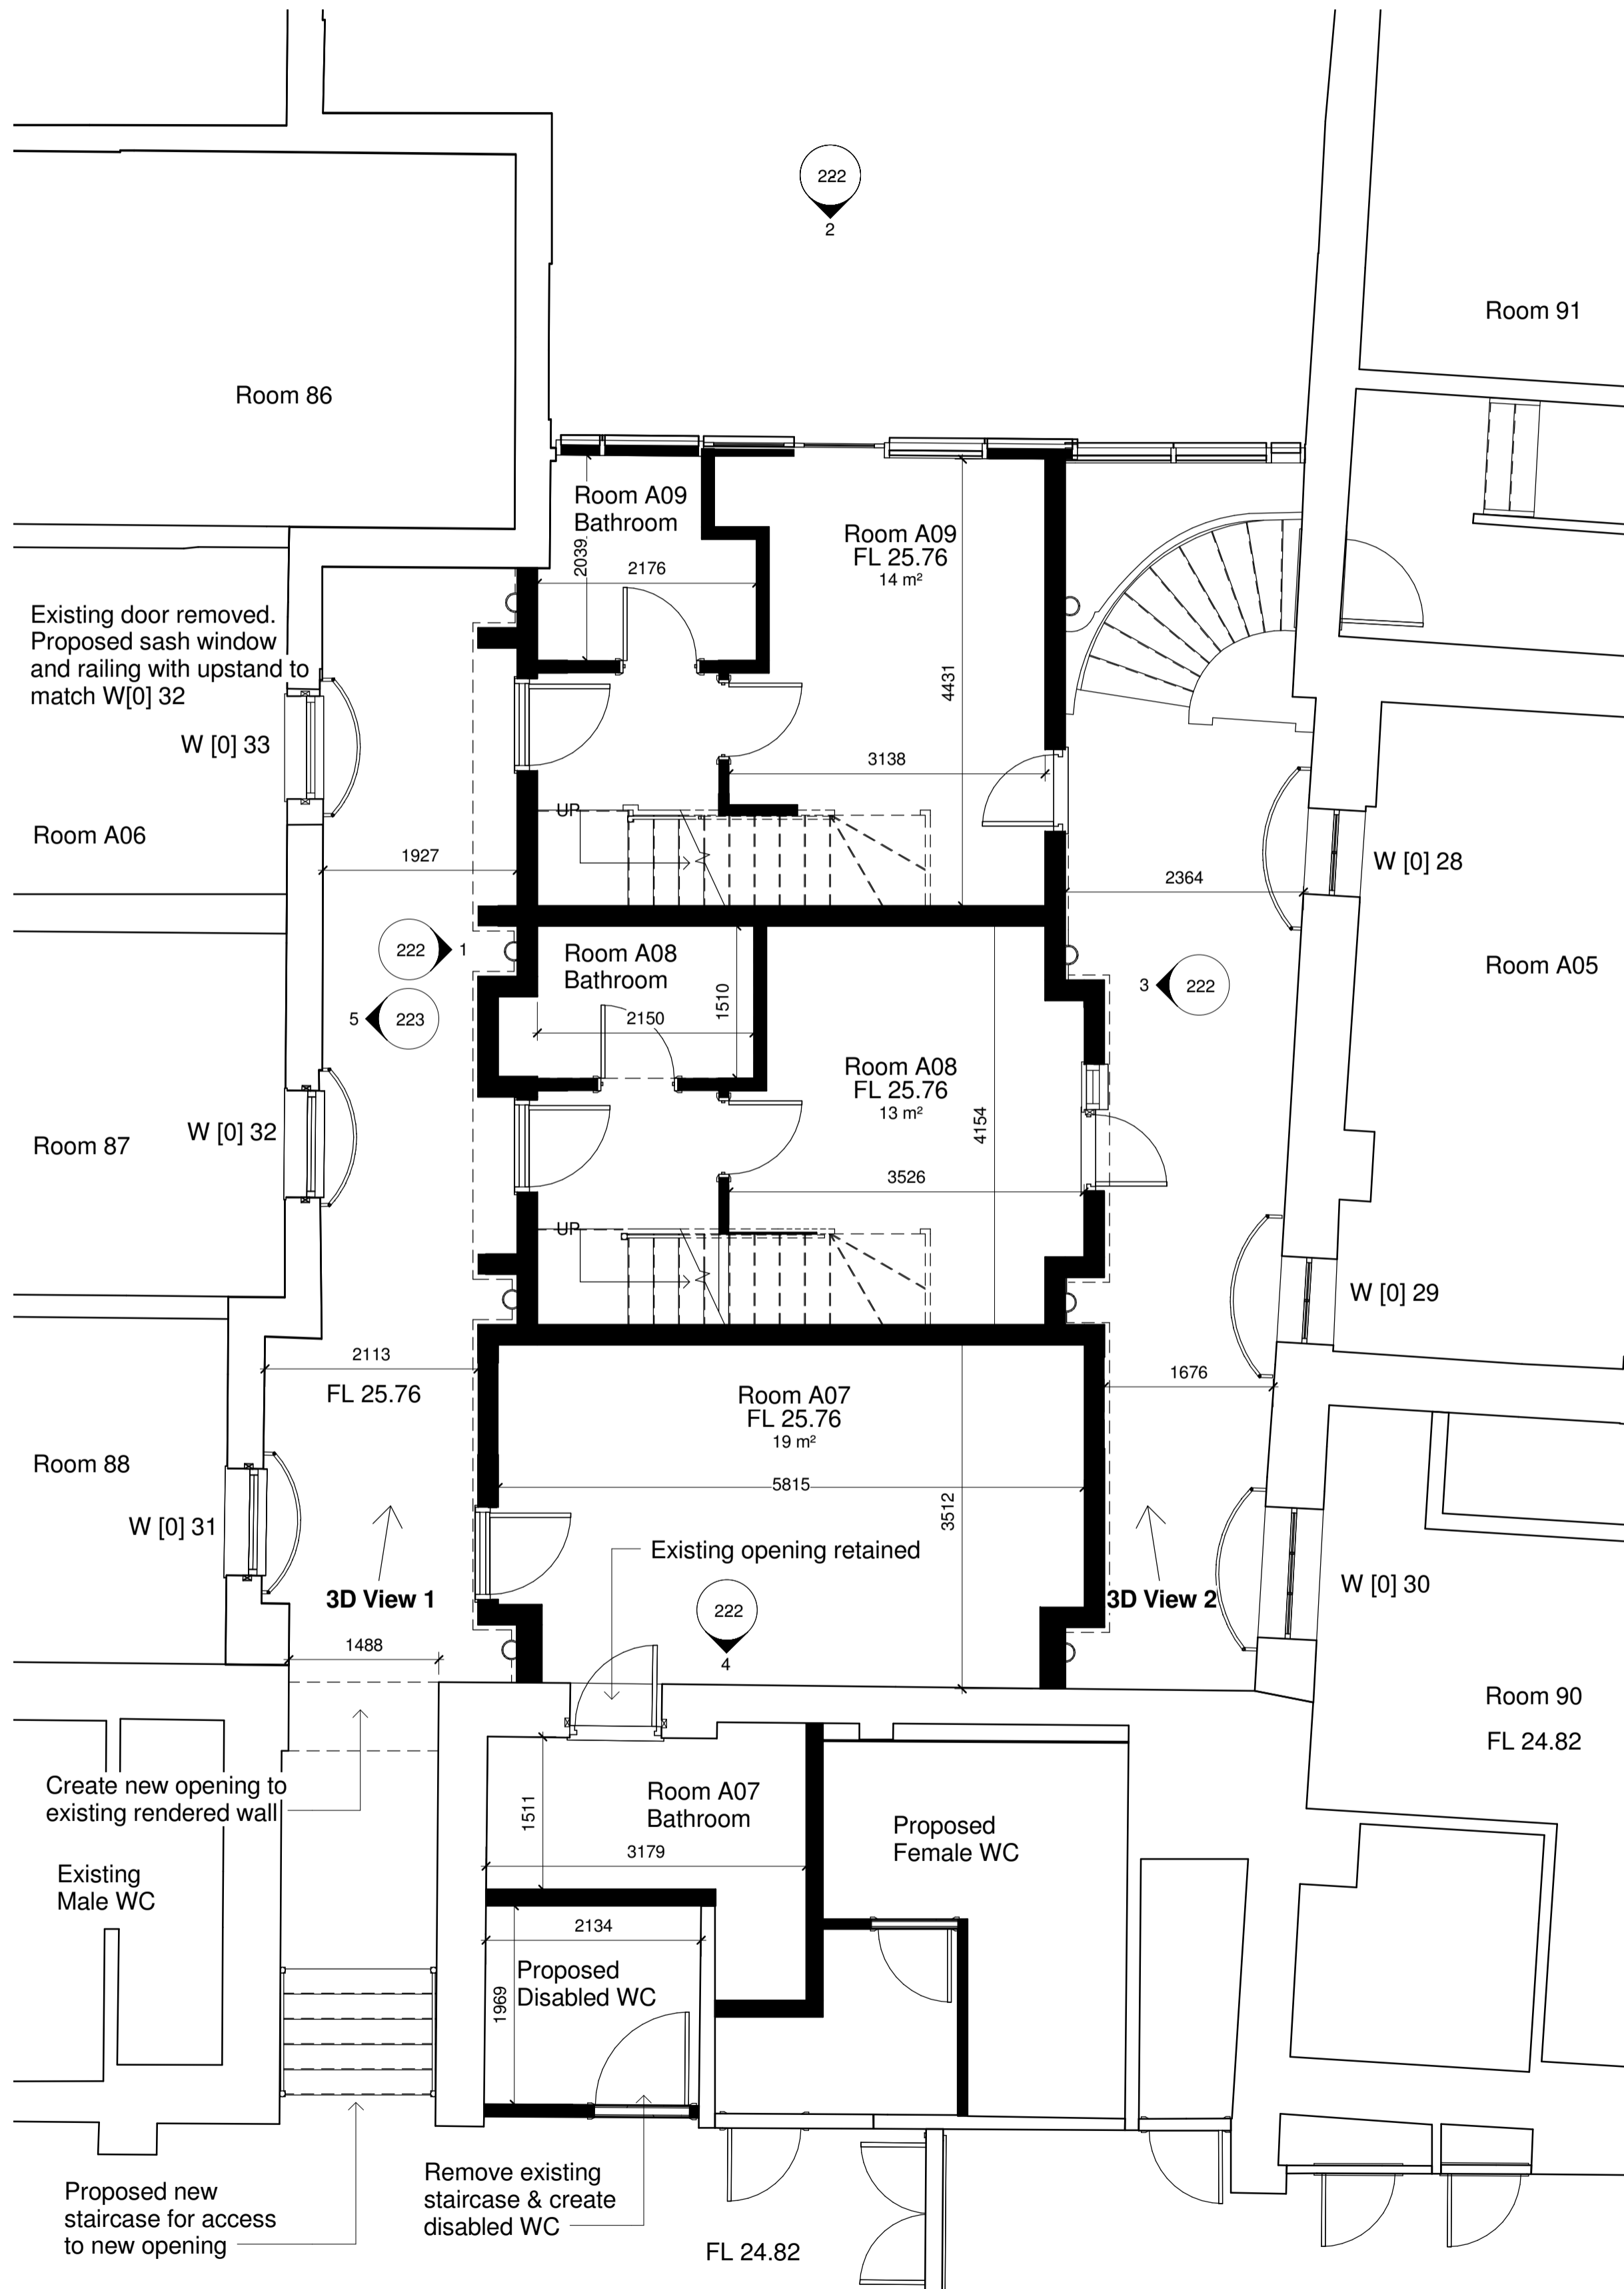 222
2
Room 91
Room 86
Room A09
Bathroom
2039
2176
Room A09
FL 25.76
14 m²
4431
3138
Existing door removed.
Proposed sash window
and railing with upstand to
match W[0] 32
W [0] 33
Room A06
1927
UP
2364
W [0] 28
222
1
5
223
Room A08
Bathroom
1510
2150
3
222
Room A05
Room A08
FL 25.76
13 m²
4154
3526
W [0] 32
Room 87
UP
W [0] 29
2113
FL 25.76
Room A07
FL 25.76
19 m²
5815
3512
1676
Room 88
W [0] 31
Existing opening retained
3D View 1
222
4
3D View 2
W [0] 30
1488
Room 90
FL 24.82
Create new opening to
existing rendered wall
Room A07
Bathroom
1511
3179
Proposed
Female WC
Existing
Male WC
2134
Proposed
Disabled WC
1969
Proposed new
staircase for access
to new opening
Remove existing
staircase & create
disabled WC
FL 24.82